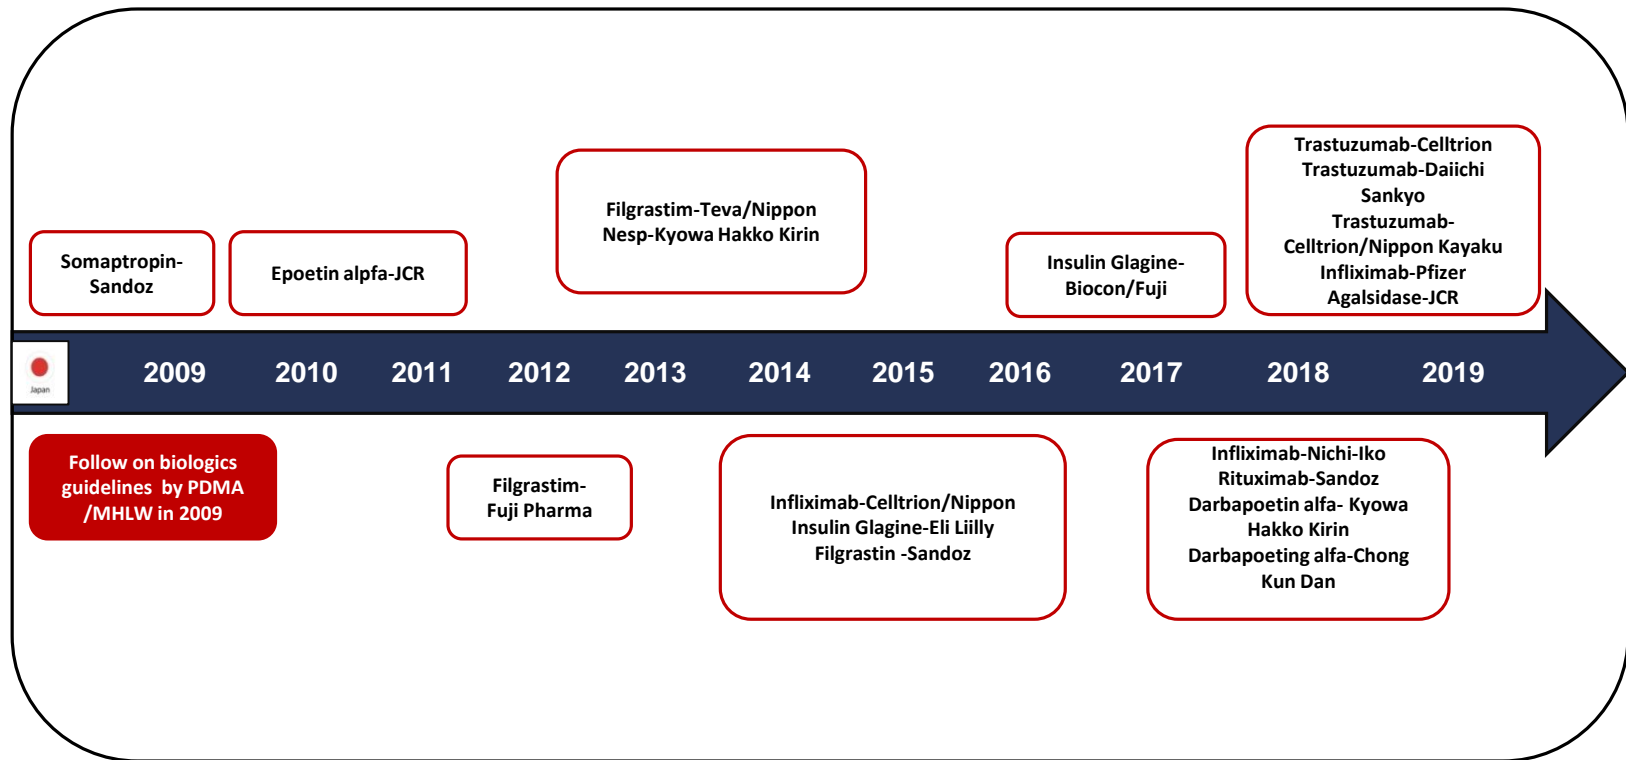 Trastuzumab-Celltrion
Trastuzumab-Daiichi
Sankyo
Trastuzumab-
Celltrion/Nippon Kayaku
Infliximab-Pfizer
Agalsidase-JCR
Filgrastim-Teva/Nippon
Nesp-Kyowa Hakko Kirin
Somaptropin-
Sandoz
Epoetin alpfa-JCR
Insulin Glagine-
Biocon/Fuji
Japan
2009
2010
2011
2012
2013
2014
2015
2016
2017
2018
2019
Follow on biologics
guidelines by PDMA
/MHLW in 2009
Filgrastim-
Fuji Pharma
Infliximab-Celltrion/Nippon
Insulin Glagine-Eli Liilly
Filgrastin -Sandoz
Infliximab-Nichi-Iko
Rituximab-Sandoz
Darbapoetin alfa- Kyowa
Hakko Kirin
Darbapoeting alfa-Chong
Kun Dan